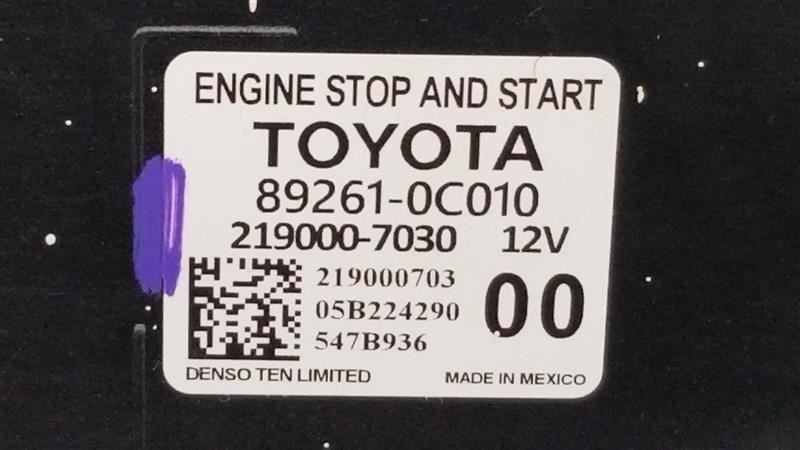 ENGINE STOP AND START
TOYOTA
89261-0C010
219000-7030 12V
219000703
05B224290
547B936
00
DENSO TEN LIMITED MADE IN MEXICO